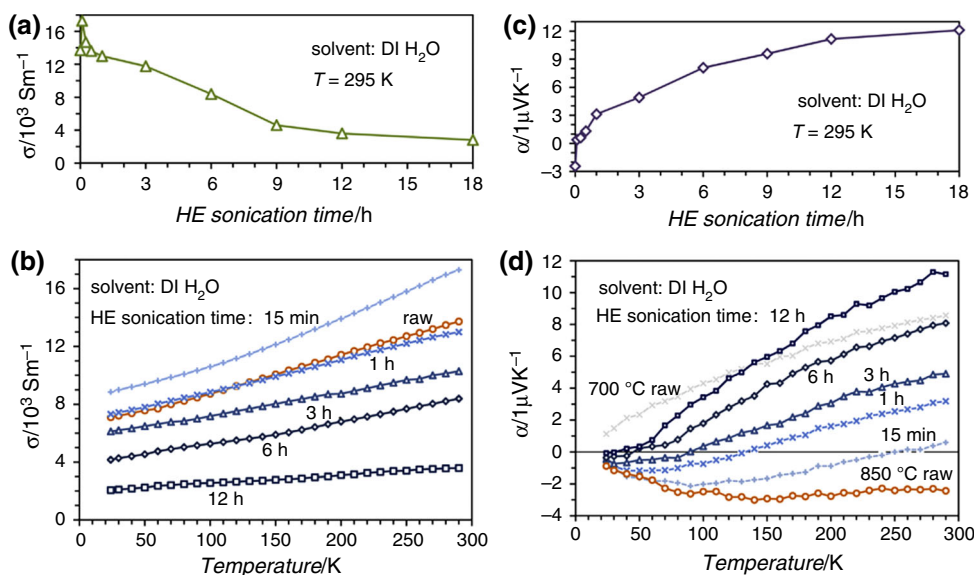 (a)
16
12
8
4
0
σ/10³ Sm⁻¹
solvent: DI H₂O
T = 295 K
0 3 6 9 12 15 18
HE sonication time/h
(c)
12
9
6
3
0
−3
α/1μVK⁻¹
solvent: DI H₂O
T = 295 K
0 3 6 9 12 15 18
HE sonication time/h
(b)
16
12
8
4
0
σ/10³ Sm⁻¹
solvent: DI H₂O
HE sonication time: 15 min
raw
1 h
3 h
6 h
12 h
0 50 100 150 200 250 300
Temperature/K
(d)
12
10
8
6
4
2
0
−2
−4
α/1μVK⁻¹
solvent: DI H₂O
HE sonication time: 12 h
700 °C raw
6 h
3 h
1 h
15 min
850 °C raw
0 50 100 150 200 250 300
Temperature/K